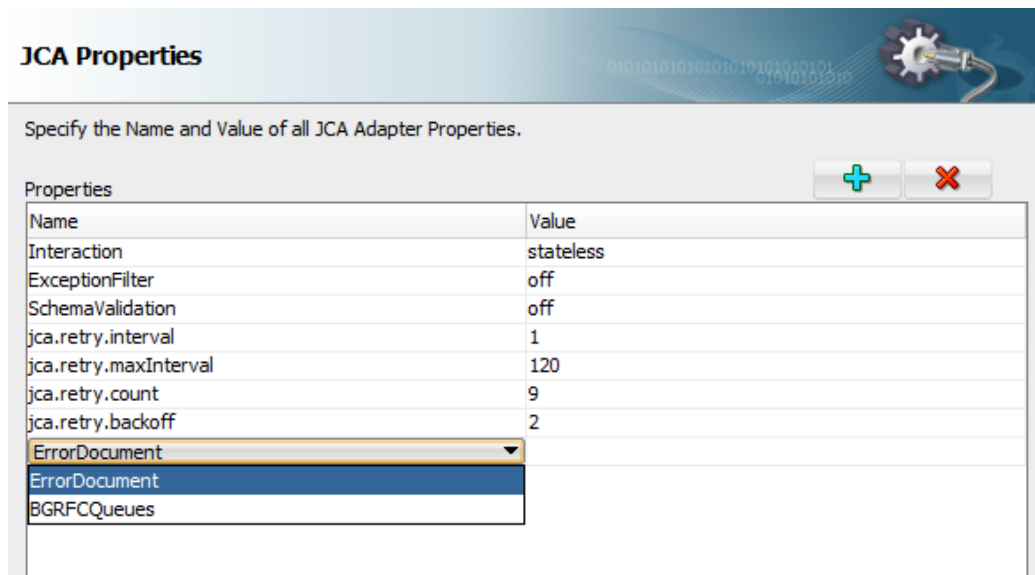 JCA Properties
Specify the Name and Value of all JCA Adapter Properties.
Properties
Name Value
Interaction stateless
ExceptionFilter off
SchemaValidation off
jca.retry.interval 1
jca.retry.maxInterval 120
jca.retry.count 9
jca.retry.backoff 2
ErrorDocument
ErrorDocument
BGRFCQueues